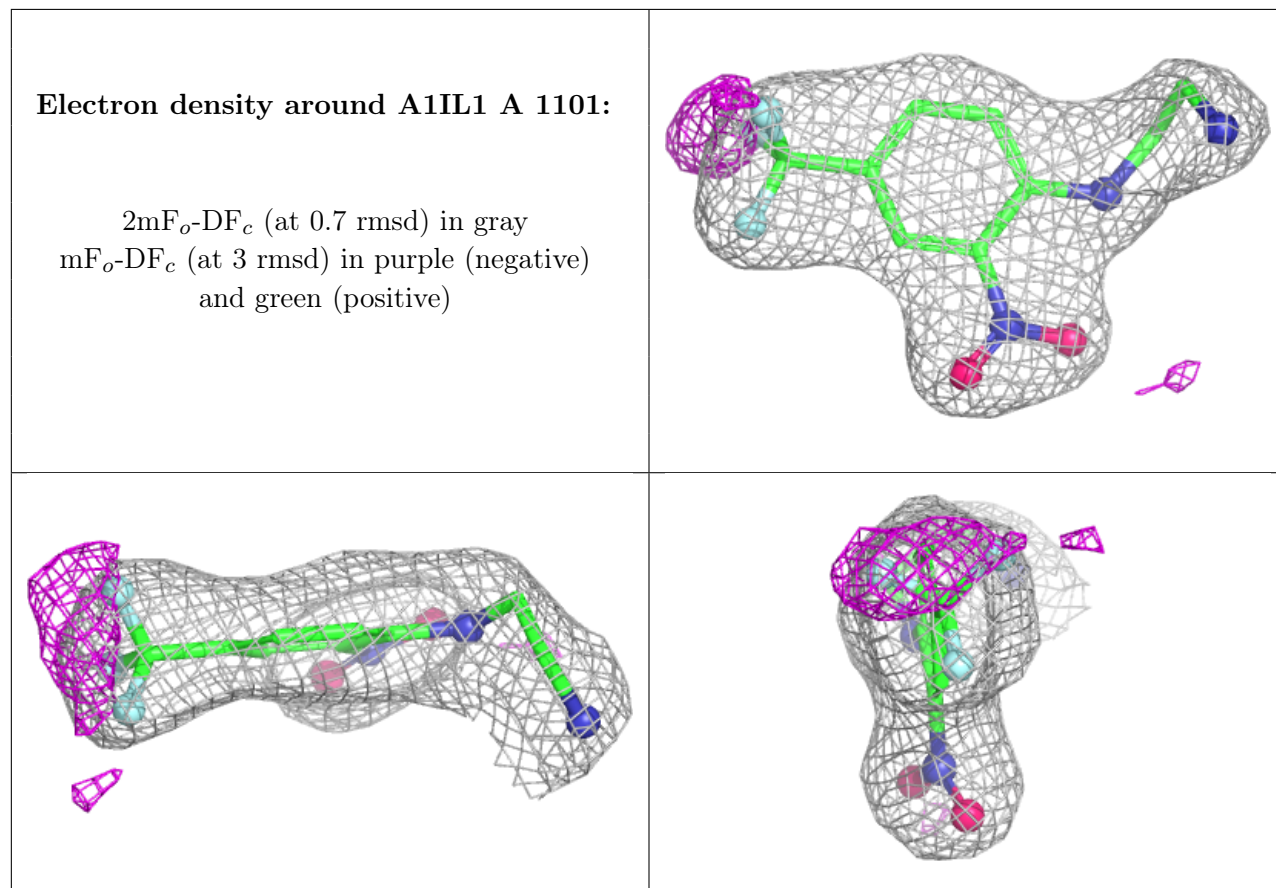 Electron density around A1IL1 A 1101:
2mFo-DFc (at 0.7 rmsd) in gray
mFo-DFc (at 3 rmsd) in purple (negative)
and green (positive)